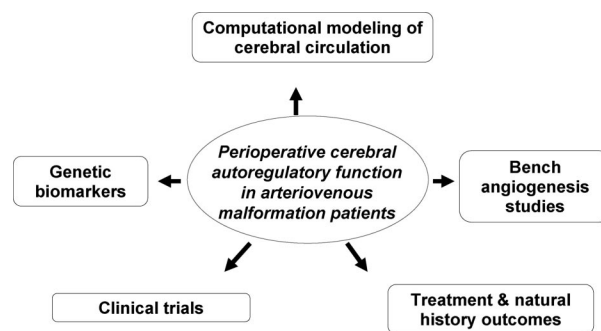 Computational modeling of
cerebral circulation
Perioperative cerebral
autoregulatory function
in arteriovenous
malformation patients
Genetic
biomarkers
Bench
angiogenesis
studies
Clinical trials
Treatment & natural
history outcomes